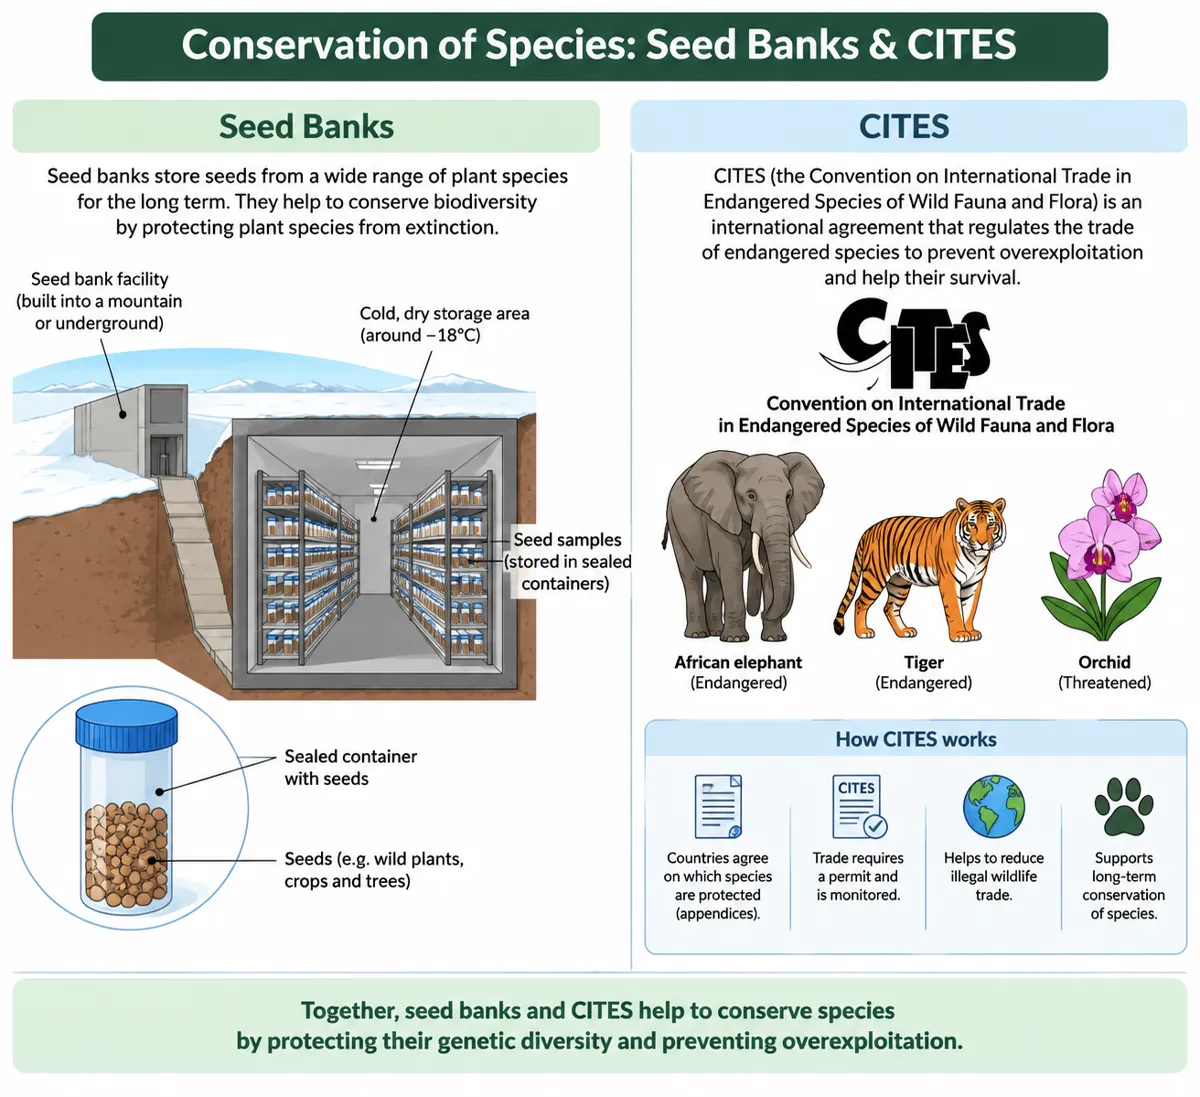 Conservation of Species: Seed Banks & CITES
Seed Banks
Seed banks store seeds from a wide range of plant species
for the long term. They help to conserve biodiversity
by protecting plant species from extinction.
Seed bank facility
(built into a mountain
or underground)
Cold, dry storage area
(around −18°C)
Seed samples
(stored in sealed
containers)
Sealed container
with seeds
Seeds (e.g. wild plants,
crops and trees)
CITES
CITES (the Convention on International Trade in
Endangered Species of Wild Fauna and Flora) is an
international agreement that regulates the trade
of endangered species to prevent overexploitation
and help their survival.
CITES
Convention on International Trade
in Endangered Species of Wild Fauna and Flora
African elephant
(Endangered)
Tiger
(Endangered)
Orchid
(Threatened)
How CITES works
Countries agree
on which species
are protected
(appendices).
CITES
Trade requires
a permit and
is monitored.
Helps to reduce
illegal wildlife
trade.
Supports
long-term
conservation
of species.
Together, seed banks and CITES help to conserve species
by protecting their genetic diversity and preventing overexploitation.